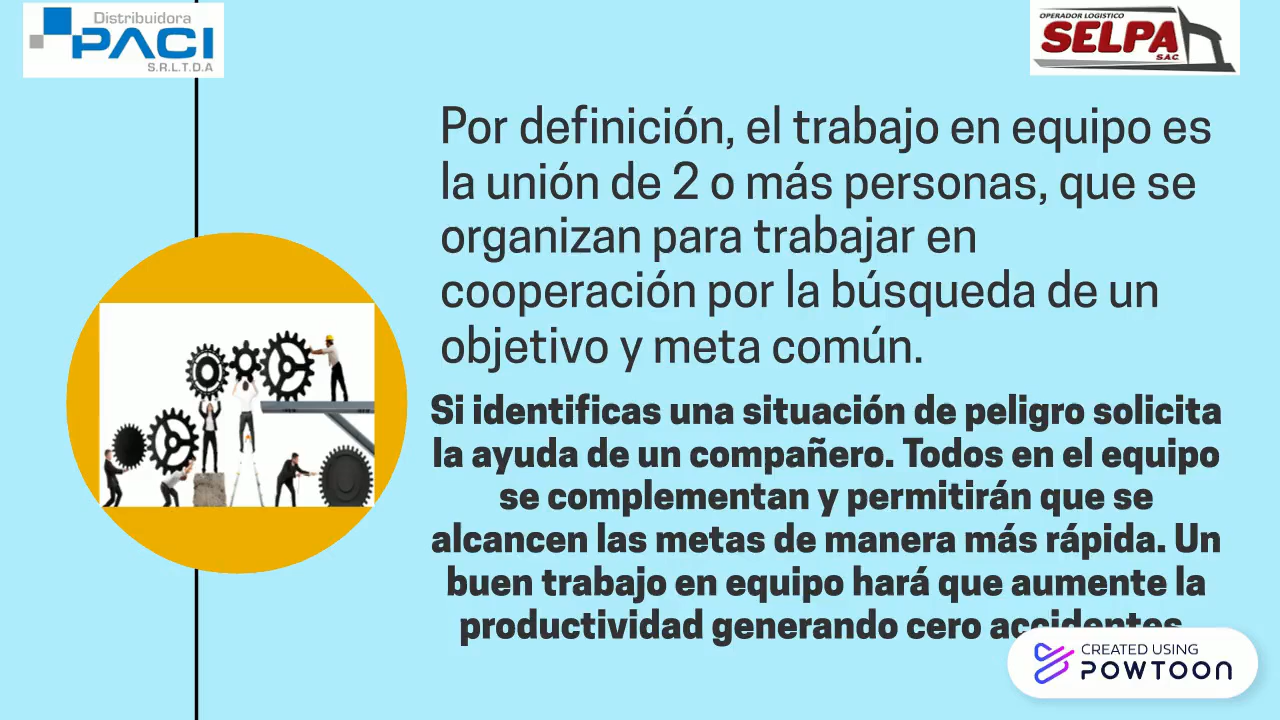 Distribuidora
PACI
S.R.L.T.D.A
OPERADOR LOGISTICO
SELPA
S.A.C.
Por definición, el trabajo en equipo es
la unión de 2 o más personas, que se
organizan para trabajar en
cooperación por la búsqueda de un
objetivo y meta común.
Si identificas una situación de peligro solicita
la ayuda de un compañero. Todos en el equipo
se complementan y permitirán que se
alcancen las metas de manera más rápida. Un
buen trabajo en equipo hará que aumente la
productividad generando cero accidentes
CREATED USING
POWTOON